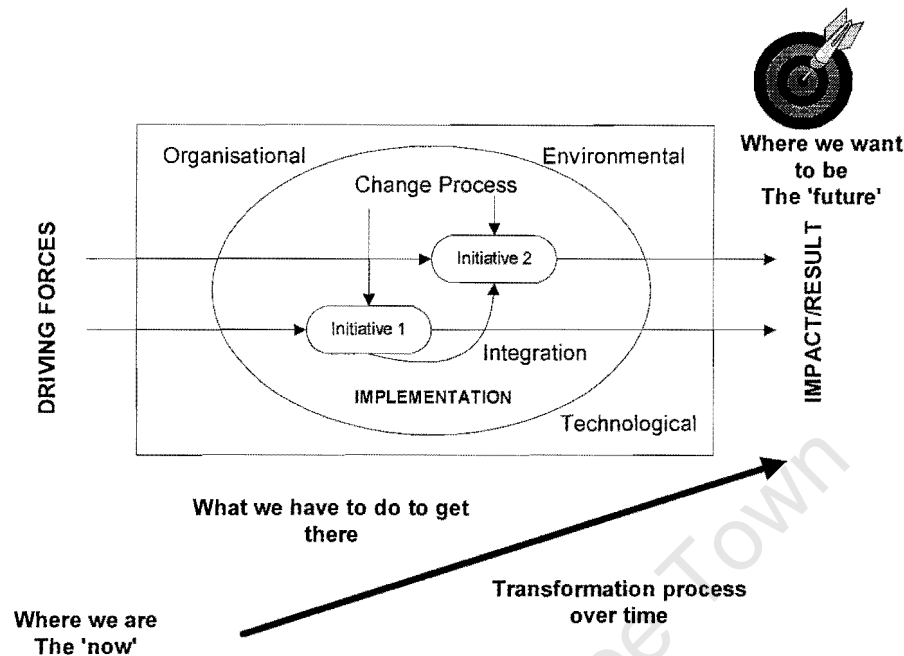 Where we want
to be
The 'future'
Organisational
Environmental
Change Process
DRIVING FORCES
Initiative 2
IMPACT/RESULT
Initiative 1
Integration
IMPLEMENTATION
Technological
What we have to do to get
there
Transformation process
over time
Where we are
The 'now'
Town